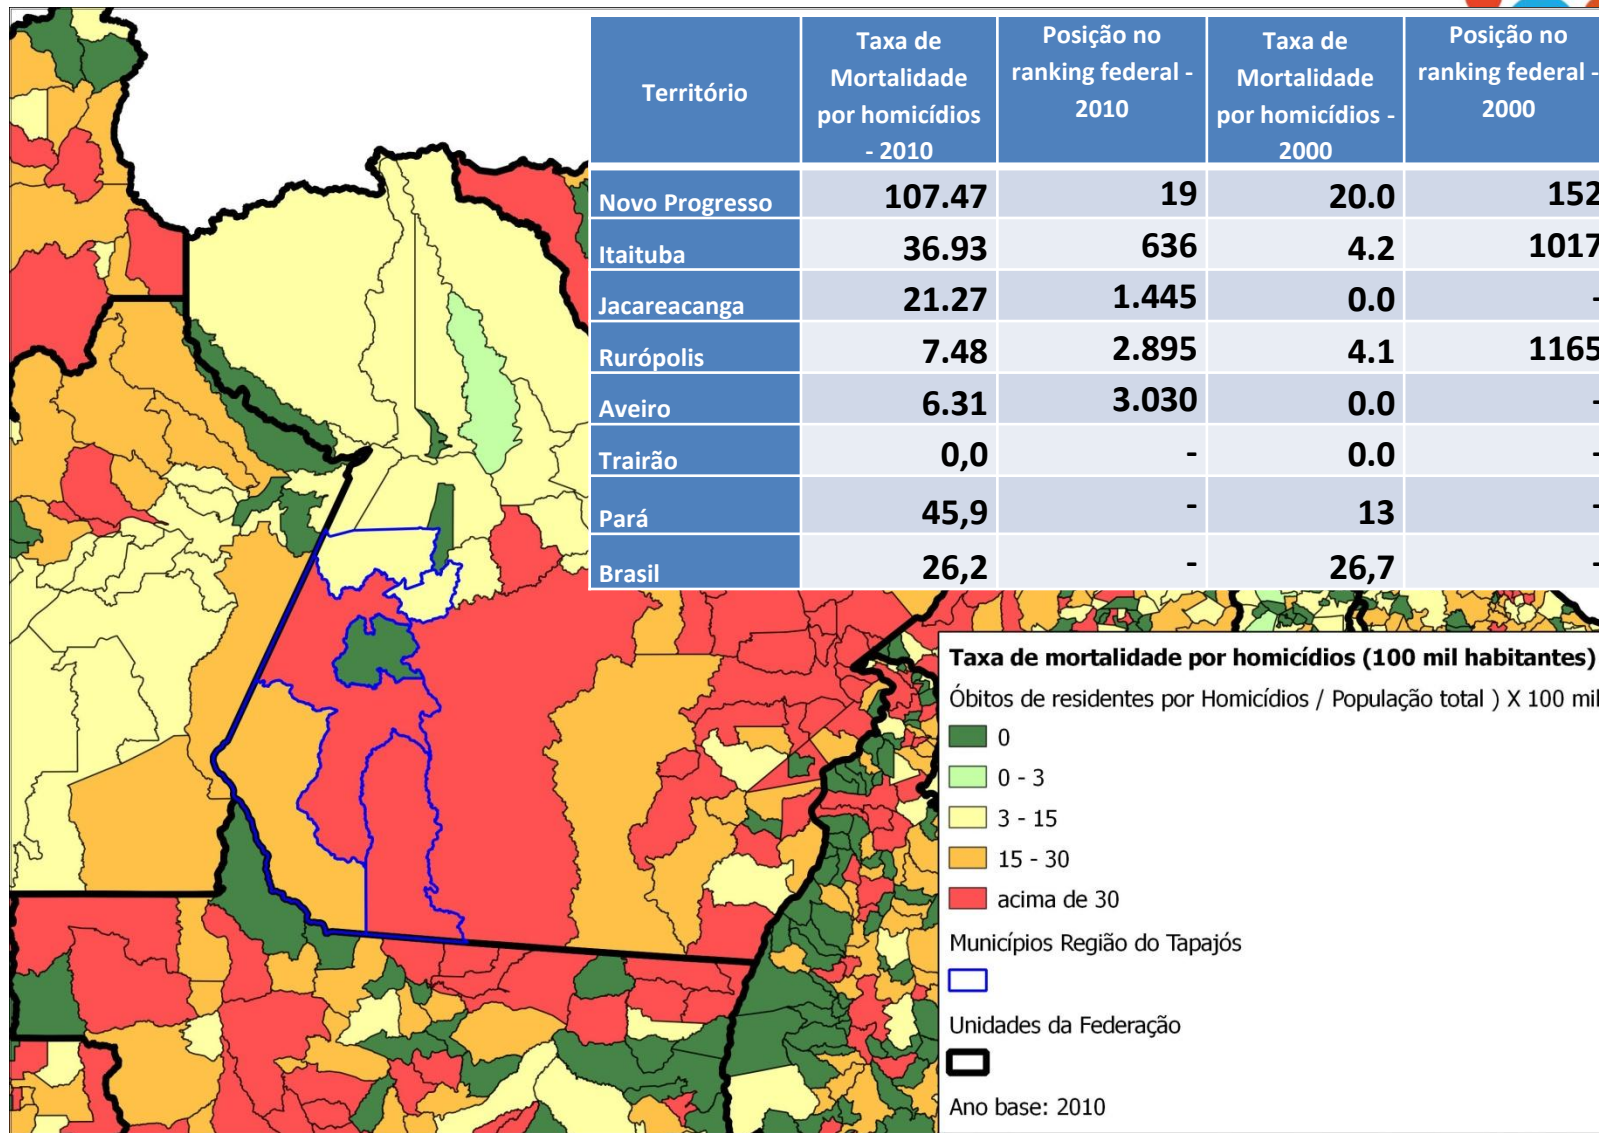 Território
Taxa de
Mortalidade
por homicídios
- 2010
Posição no
ranking federal -
2010
Taxa de
Mortalidade
por homicídios -
2000
Posição no
ranking federal -
2000
Novo Progresso 107.47 19 20.0 152
Itaituba 36.93 636 4.2 1017
Jacareacanga 21.27 1.445 0.0 -
Rurópolis 7.48 2.895 4.1 1165
Aveiro 6.31 3.030 0.0 -
Trairão 0,0 - 0.0 -
Pará 45,9 - 13 -
Brasil 26,2 - 26,7 -
Taxa de mortalidade por homicídios (100 mil habitantes)
Óbitos de residentes por Homicídios / População total ) X 100 mil
0
0 - 3
3 - 15
15 - 30
acima de 30
Municípios Região do Tapajós
Unidades da Federação
Ano base: 2010